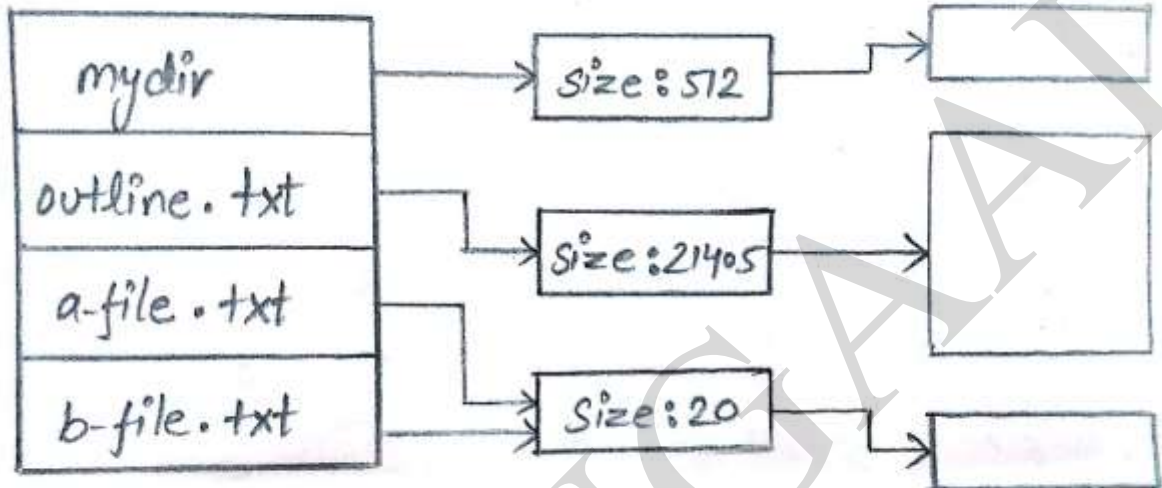 mydir
size: 512
outline.txt
size: 21405
a-file.txt
b-file.txt
size: 20